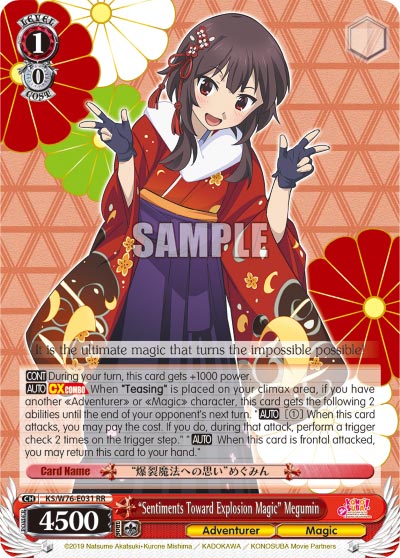 LEVEL
1
0
COST
SAMPLE
It is the ultimate magic that turns the impossible possible
CONT During your turn, this card gets +1000 power.
AUTO CXCOMBO When "Teasing" is placed on your climax area, if you have
another «Adventurer» or «Magic» character, this card gets the following 2
abilities until the end of your opponent's next turn. "AUTO [(1)] When this card
attacks, you may pay the cost. If you do, during that attack, perform a trigger
check 2 times on the trigger step." "AUTO When this card is frontal attacked,
you may return this card to your hand."
Card Name “爆裂魔法への思い”めぐみん
CH KS/W76-E031 RR
POWER 4500
SOUL
“Sentiments Toward Explosion Magic” Megumin
Adventurer Magic
©2019 Natsume Akatsuki・Kurone Mishima / KADOKAWA / KONOSUBA Movie Partners